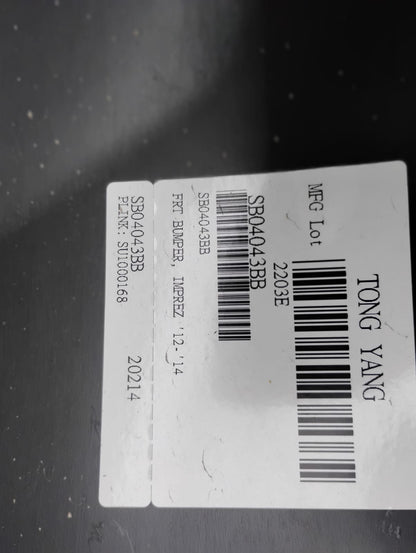 TONG YANG
MFG Lot
2203E
SB04043BB
SB04043BB
FRT BUMPER, IMPREZ '12-'14
SB04043BB 20214
PLINK: SU1000168